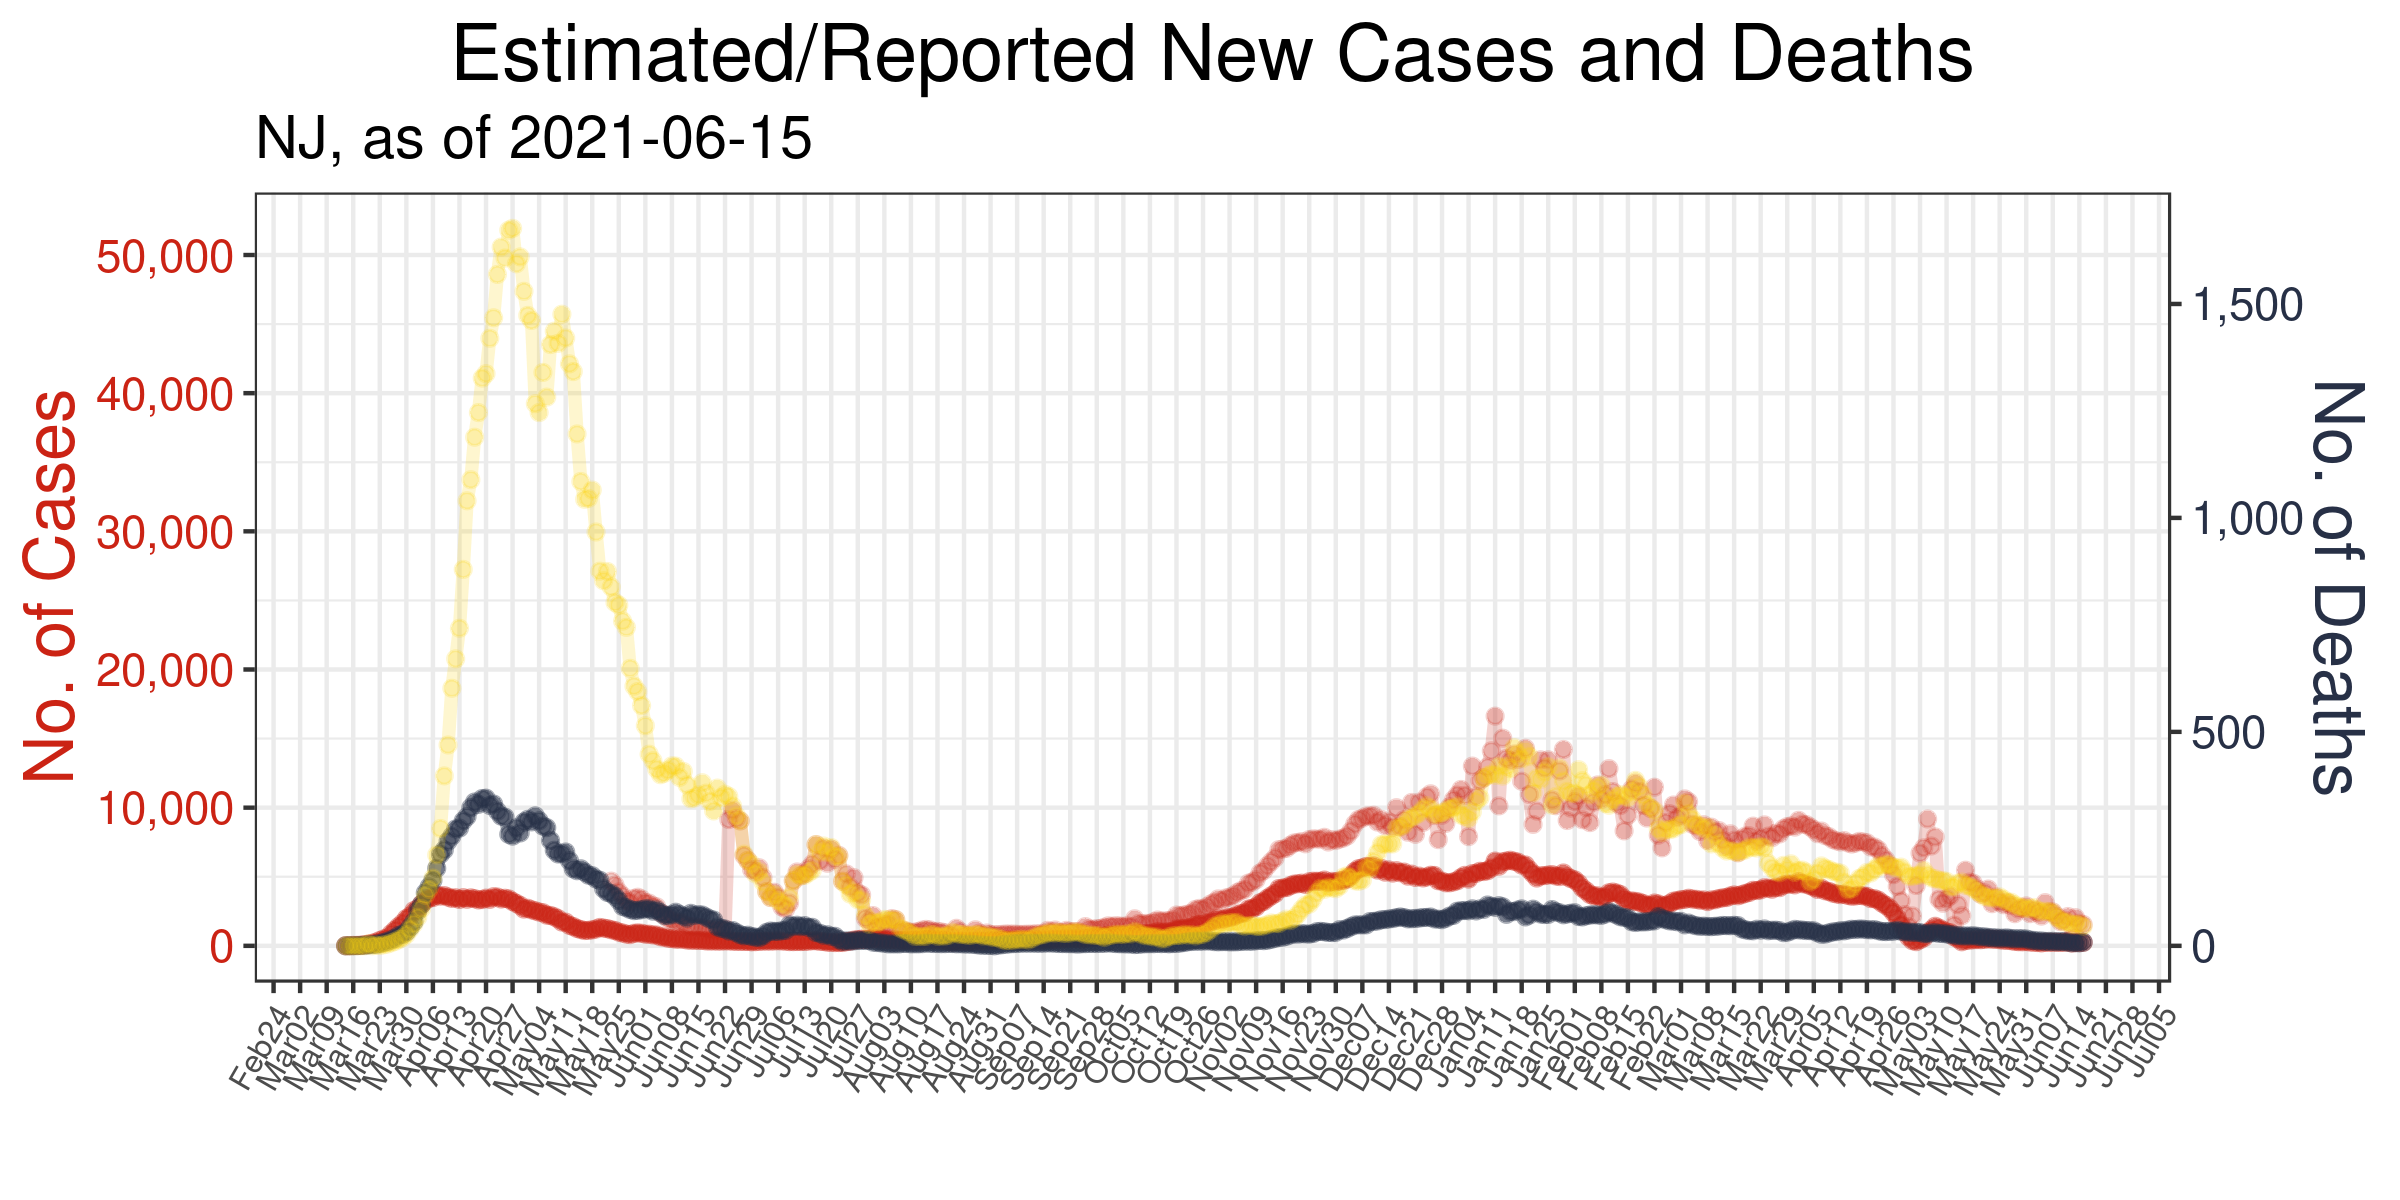 Estimated/Reported New Cases and Deaths
NJ, as of 2021-06-15
No. of Cases
50,000
40,000
30,000
20,000
10,000
0
1,500
1,000
500
0
No. of Deaths
Feb24
Mar02
Mar09
Mar16
Mar23
Mar30
Apr06
Apr13
Apr20
Apr27
May04
May11
May18
May25
Jun01
Jun08
Jun15
Jun22
Jun29
Jul06
Jul13
Jul20
Jul27
Aug03
Aug10
Aug17
Aug24
Aug31
Sep07
Sep14
Sep21
Sep28
Oct05
Oct12
Oct19
Oct26
Nov02
Nov09
Nov16
Nov23
Nov30
Dec07
Dec14
Dec21
Dec28
Jan04
Jan11
Jan18
Jan25
Feb01
Feb08
Feb15
Feb22
Mar01
Mar08
Mar15
Mar22
Mar29
Apr05
Apr12
Apr19
Apr26
May03
May10
May17
May24
May31
Jun07
Jun14
Jun21
Jun28
Jul05